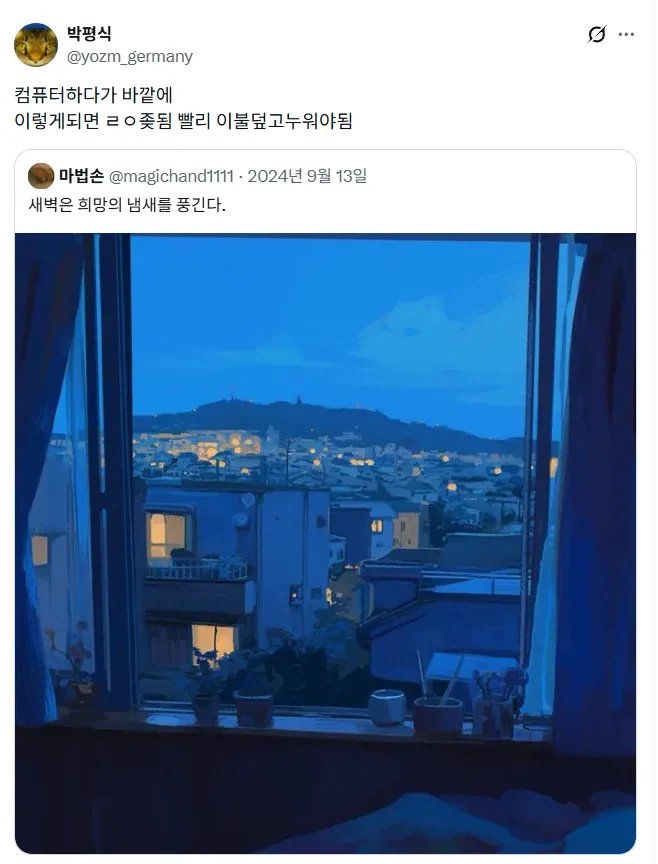 박평식
@yozm_germany
컴퓨터하다가 바깥에
이렇게되면 ㄹㅇ좆됨 빨리 이불덮고누워야됨
마법손 @magichand1111 · 2024년 9월 13일
새벽은 희망의 냄새를 풍긴다.